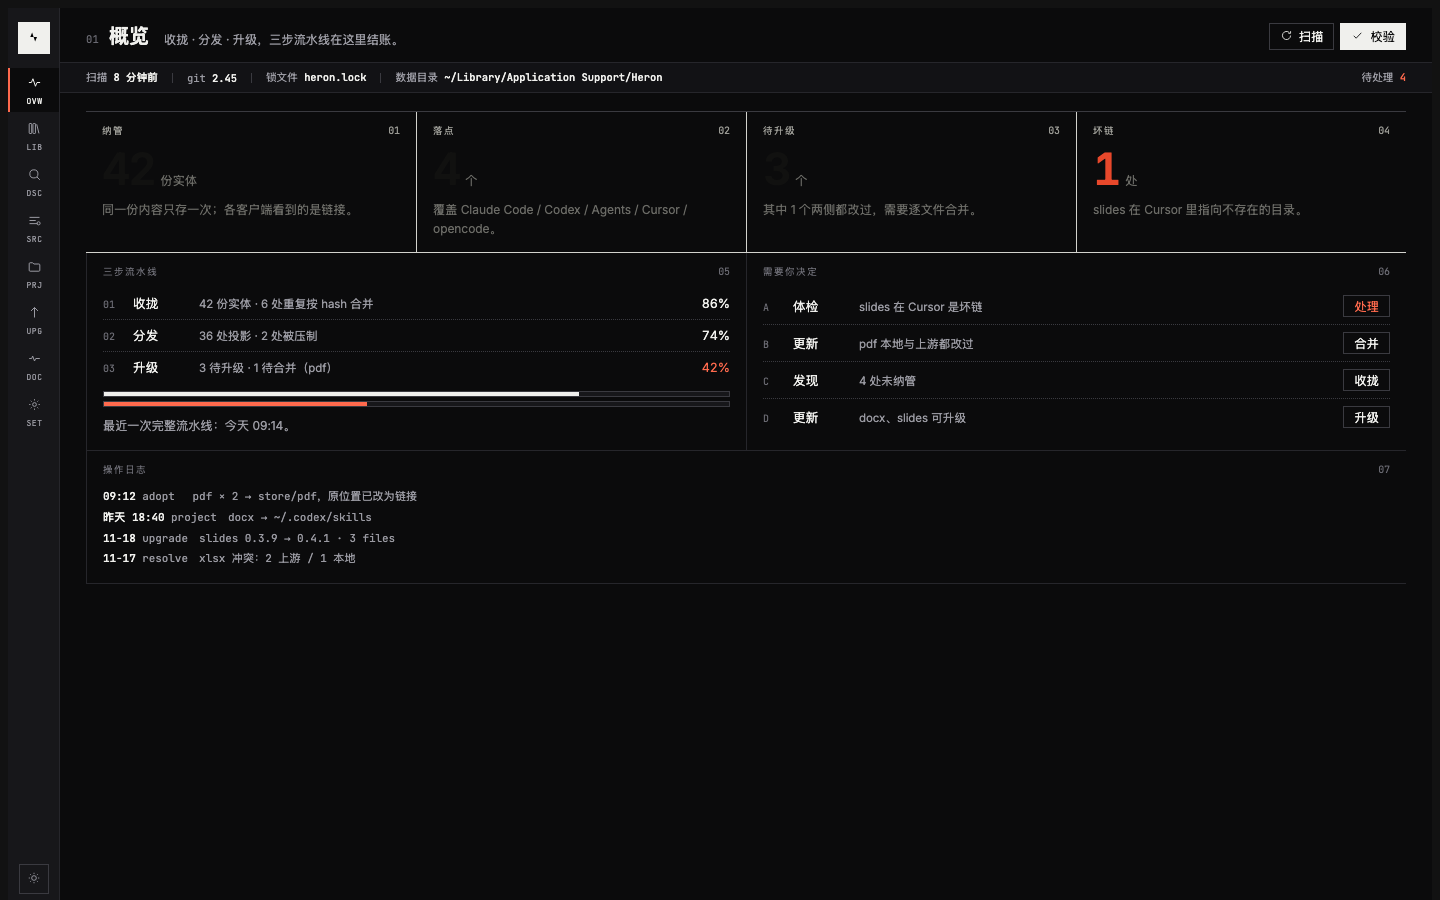 01 概览 收拢 · 分发 · 升级，三步流水线在这里结账。
扫描
校验
扫描 8 分钟前 git 2.45 锁文件 heron.lock 数据目录 ~/Library/Application Support/Heron
待处理 4
OVW
LIB
DSC
SRC
PRJ
UPG
DOC
SET
纳管 01
42 份实体
同一份内容只存一次；各客户端看到的是链接。
落点 02
4 个
覆盖 Claude Code / Codex / Agents / Cursor /
opencode。
待升级 03
3 个
其中 1 个两侧都改过，需要逐文件合并。
坏链 04
1 处
slides 在 Cursor 里指向不存在的目录。
三步流水线 05
01 收拢 42 份实体 · 6 处重复按 hash 合并 86%
02 分发 36 处投影 · 2 处被压制 74%
03 升级 3 待升级 · 1 待合并（pdf） 42%
最近一次完整流水线：今天 09:14。
需要你决定 06
A 体检 slides 在 Cursor 是坏链 处理
B 更新 pdf 本地与上游都改过 合并
C 发现 4 处未纳管 收拢
D 更新 docx、slides 可升级 升级
操作日志 07
09:12 adopt pdf × 2 → store/pdf，原位置已改为链接
昨天 18:40 project docx → ~/.codex/skills
11-18 upgrade slides 0.3.9 → 0.4.1 · 3 files
11-17 resolve xlsx 冲突：2 上游 / 1 本地